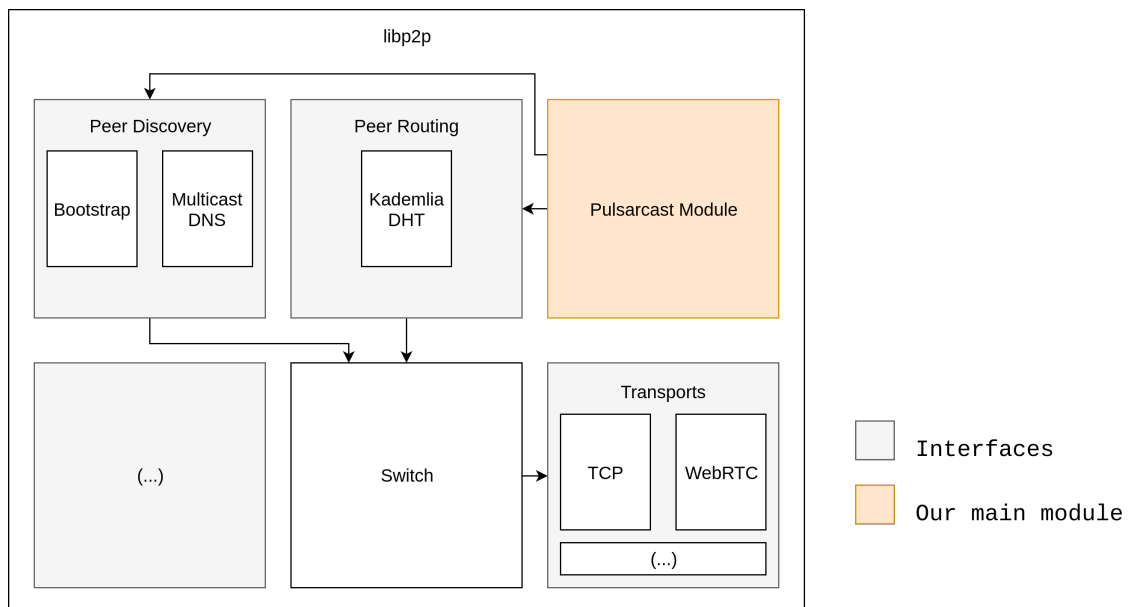 libp2p
Peer Discovery
Bootstrap
Multicast
DNS
Peer Routing
Kademlia
DHT
Pulsarcast Module
(...)
Switch
Transports
TCP
WebRTC
(...)
Interfaces
Our main module